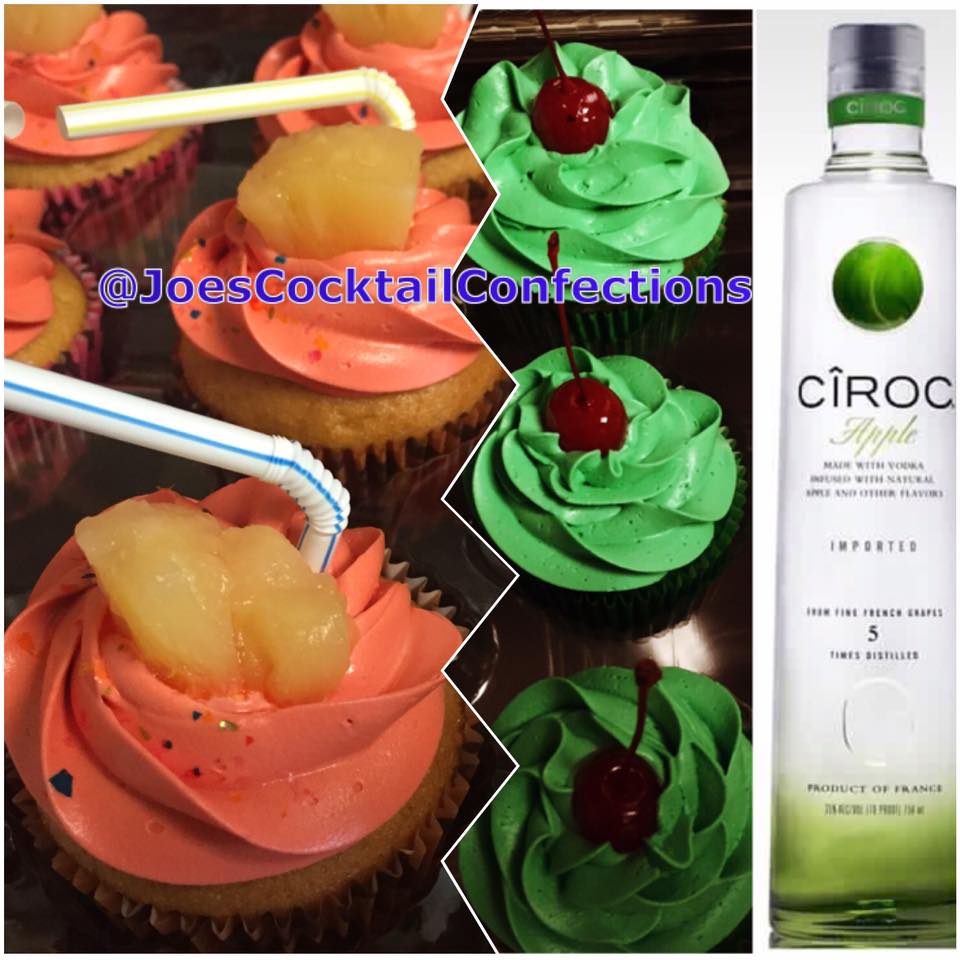 @JoesCocktailConfections
CÎROC
CÎROC
Apple
MADE WITH VODKA
INFUSED WITH NATURAL
APPLE AND OTHER FLAVORS
IMPORTED
FROM FINE FRENCH GRAPES
5
TIMES DISTILLED
PRODUCT OF FRANCE